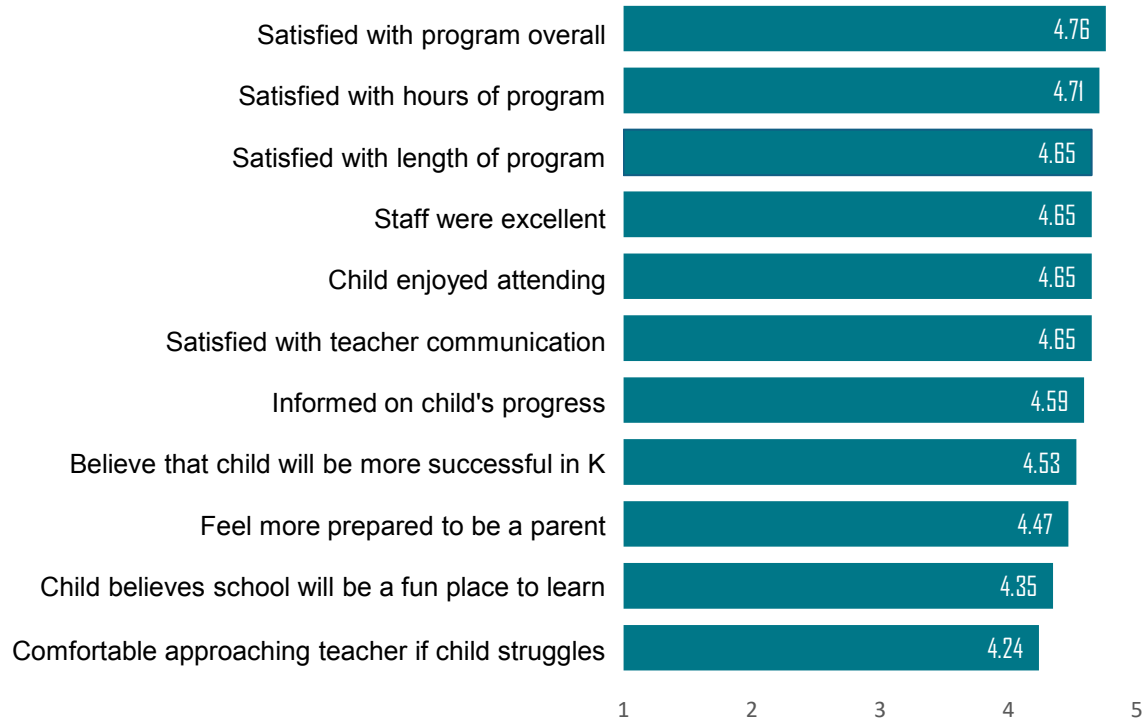 Satisfied with program overall 4.76
Satisfied with hours of program 4.71
Satisfied with length of program 4.65
Staff were excellent 4.65
Child enjoyed attending 4.65
Satisfied with teacher communication 4.65
Informed on child's progress 4.59
Believe that child will be more successful in K 4.53
Feel more prepared to be a parent 4.47
Child believes school will be a fun place to learn 4.35
Comfortable approaching teacher if child struggles 4.24
1 2 3 4 5